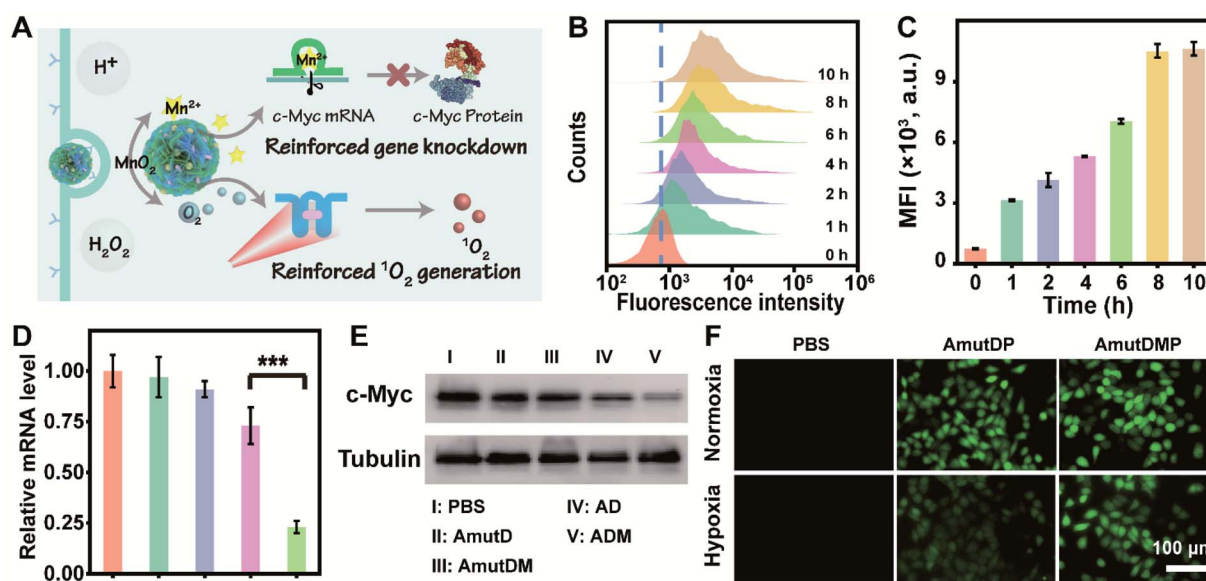 A
H⁺
Mn²⁺
MnO₂
O₂
H₂O₂
Mn²⁺
c-Myc mRNA
c-Myc Protein
Reinforced gene knockdown
¹O₂
Reinforced ¹O₂ generation
B
Counts
10 h
8 h
6 h
4 h
2 h
1 h
0 h
10² 10³ 10⁴ 10⁵ 10⁶
Fluorescence intensity
C
MFI (×10³, a.u.)
9
6
3
0
0 1 2 4 6 8 10
Time (h)
D
Relative mRNA level
1.00
0.75
0.50
0.25
0.00
***
E
I II III IV V
c-Myc
Tubulin
I: PBS IV: AD
II: AmutD V: ADM
III: AmutDM
F
PBS AmutDP AmutDMP
Normoxia
Hypoxia
100 µm